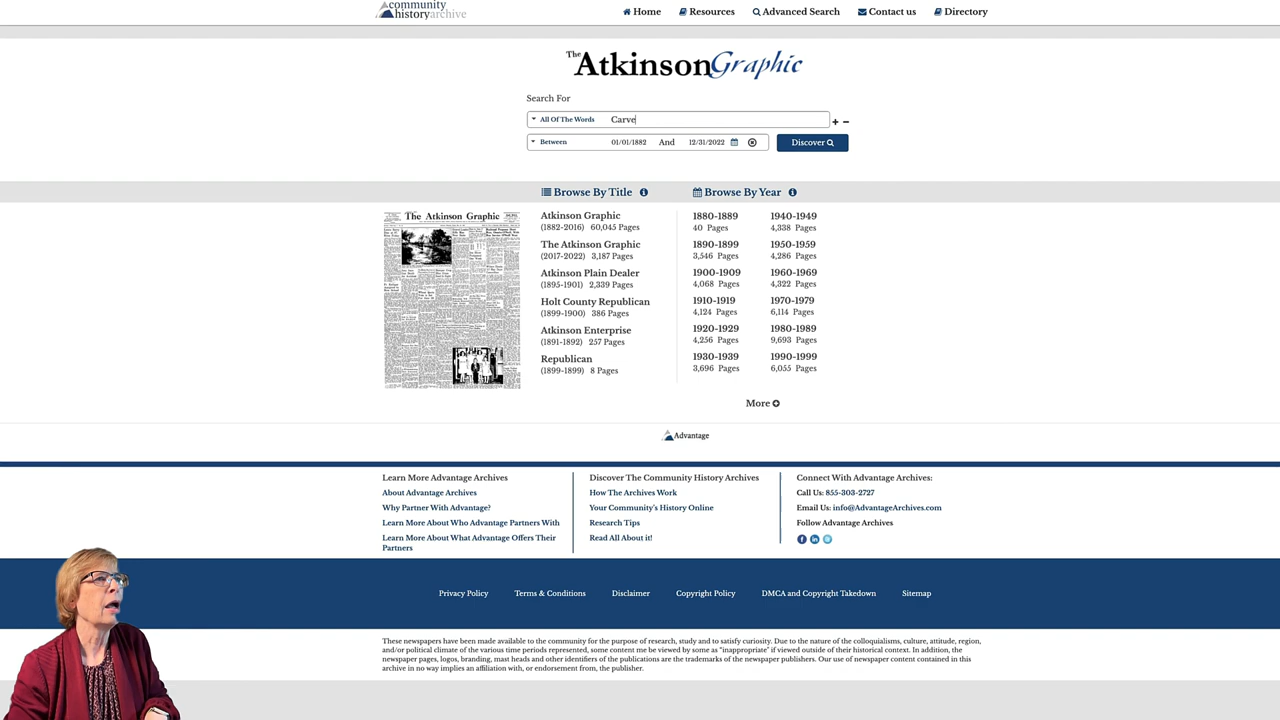 community
historyarchive
Home Resources Advanced Search Contact us Directory
The Atkinson Graphic
Search For
All Of The Words Carve
Between 01/01/1882 And 12/31/2022 Discover
Browse By Title
Browse By Year
The Atkinson Graphic
Atkinson Graphic
(1882-2016) 60,045 Pages
The Atkinson Graphic
(2017-2022) 3,187 Pages
Atkinson Plain Dealer
(1895-1901) 2,339 Pages
Holt County Republican
(1899-1900) 386 Pages
Atkinson Enterprise
(1891-1892) 257 Pages
Republican
(1899-1899) 8 Pages
1880-1889
40 Pages
1890-1899
3,546 Pages
1900-1909
4,068 Pages
1910-1919
4,124 Pages
1920-1929
4,256 Pages
1930-1939
3,696 Pages
1940-1949
4,338 Pages
1950-1959
4,286 Pages
1960-1969
4,322 Pages
1970-1979
6,114 Pages
1980-1989
9,693 Pages
1990-1999
6,055 Pages
More
Advantage
Learn More Advantage Archives
About Advantage Archives
Why Partner With Advantage?
Learn More About Who Advantage Partners With
Learn More About What Advantage Offers Their
Partners
Discover The Community History Archives
How The Archives Work
Your Community's History Online
Research Tips
Read All About it!
Connect With Advantage Archives:
Call Us: 855-303-2727
Email Us: info@AdvantageArchives.com
Follow Advantage Archives
Privacy Policy Terms & Conditions Disclaimer Copyright Policy DMCA and Copyright Takedown Sitemap
These newspapers have been made available to the community for the purpose of research, study and to satisfy curiosity. Due to the nature of the colloquialisms, culture, attitude, region,
and/or political climate of the various time periods represented, some content me be viewed by some as "inappropriate" if viewed outside of their historical context. In addition, the
newspaper pages, logos, branding, mast heads and other identifiers of the publications are the trademarks of the newspaper publishers. Our use of newspaper content contained in this
archive in no way implies an affiliation with, or endorsement from, the publisher.